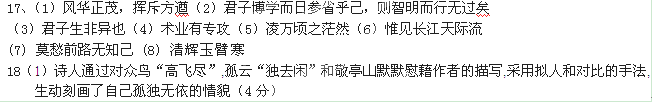 17、（1）风华正茂，挥斥方遒（2）君子博学而日参省乎己，则智明而行无过矣
（3）君子生非异也（4）术业有专攻（5）凌万顷之茫然（6）惟见长江天际流
（7）莫愁前路无知己（8）清辉玉臂寒
18（1）诗人通过对众鸟“高飞尽”,孤云“独去闲”和敬亭山默默慰藉作者的描写,采用拟人和对比的手法,
生动刻画了自己孤独无依的情貌（4 分）